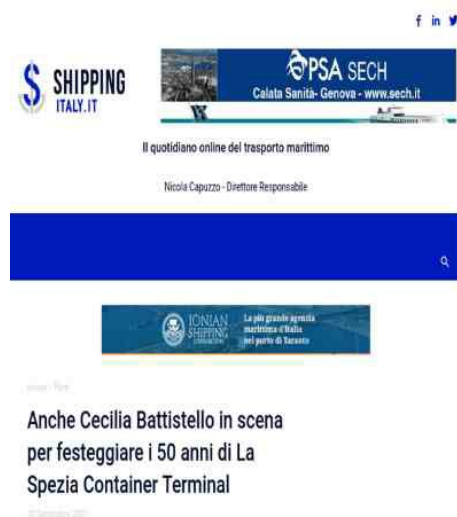 f in
SHIPPING
ITALY.IT
PSA SECH
Calata Sanità- Genova - www.sech.it
Il quotidiano online del trasporto marittimo
Nicola Capuzzo - Direttore Responsabile
IONIAN
SHIPPING
La più grande agenzia
marittima d'Italia
nel porto di Taranto
Anche Cecilia Battistello in scena
per festeggiare i 50 anni di La
Spezia Container Terminal